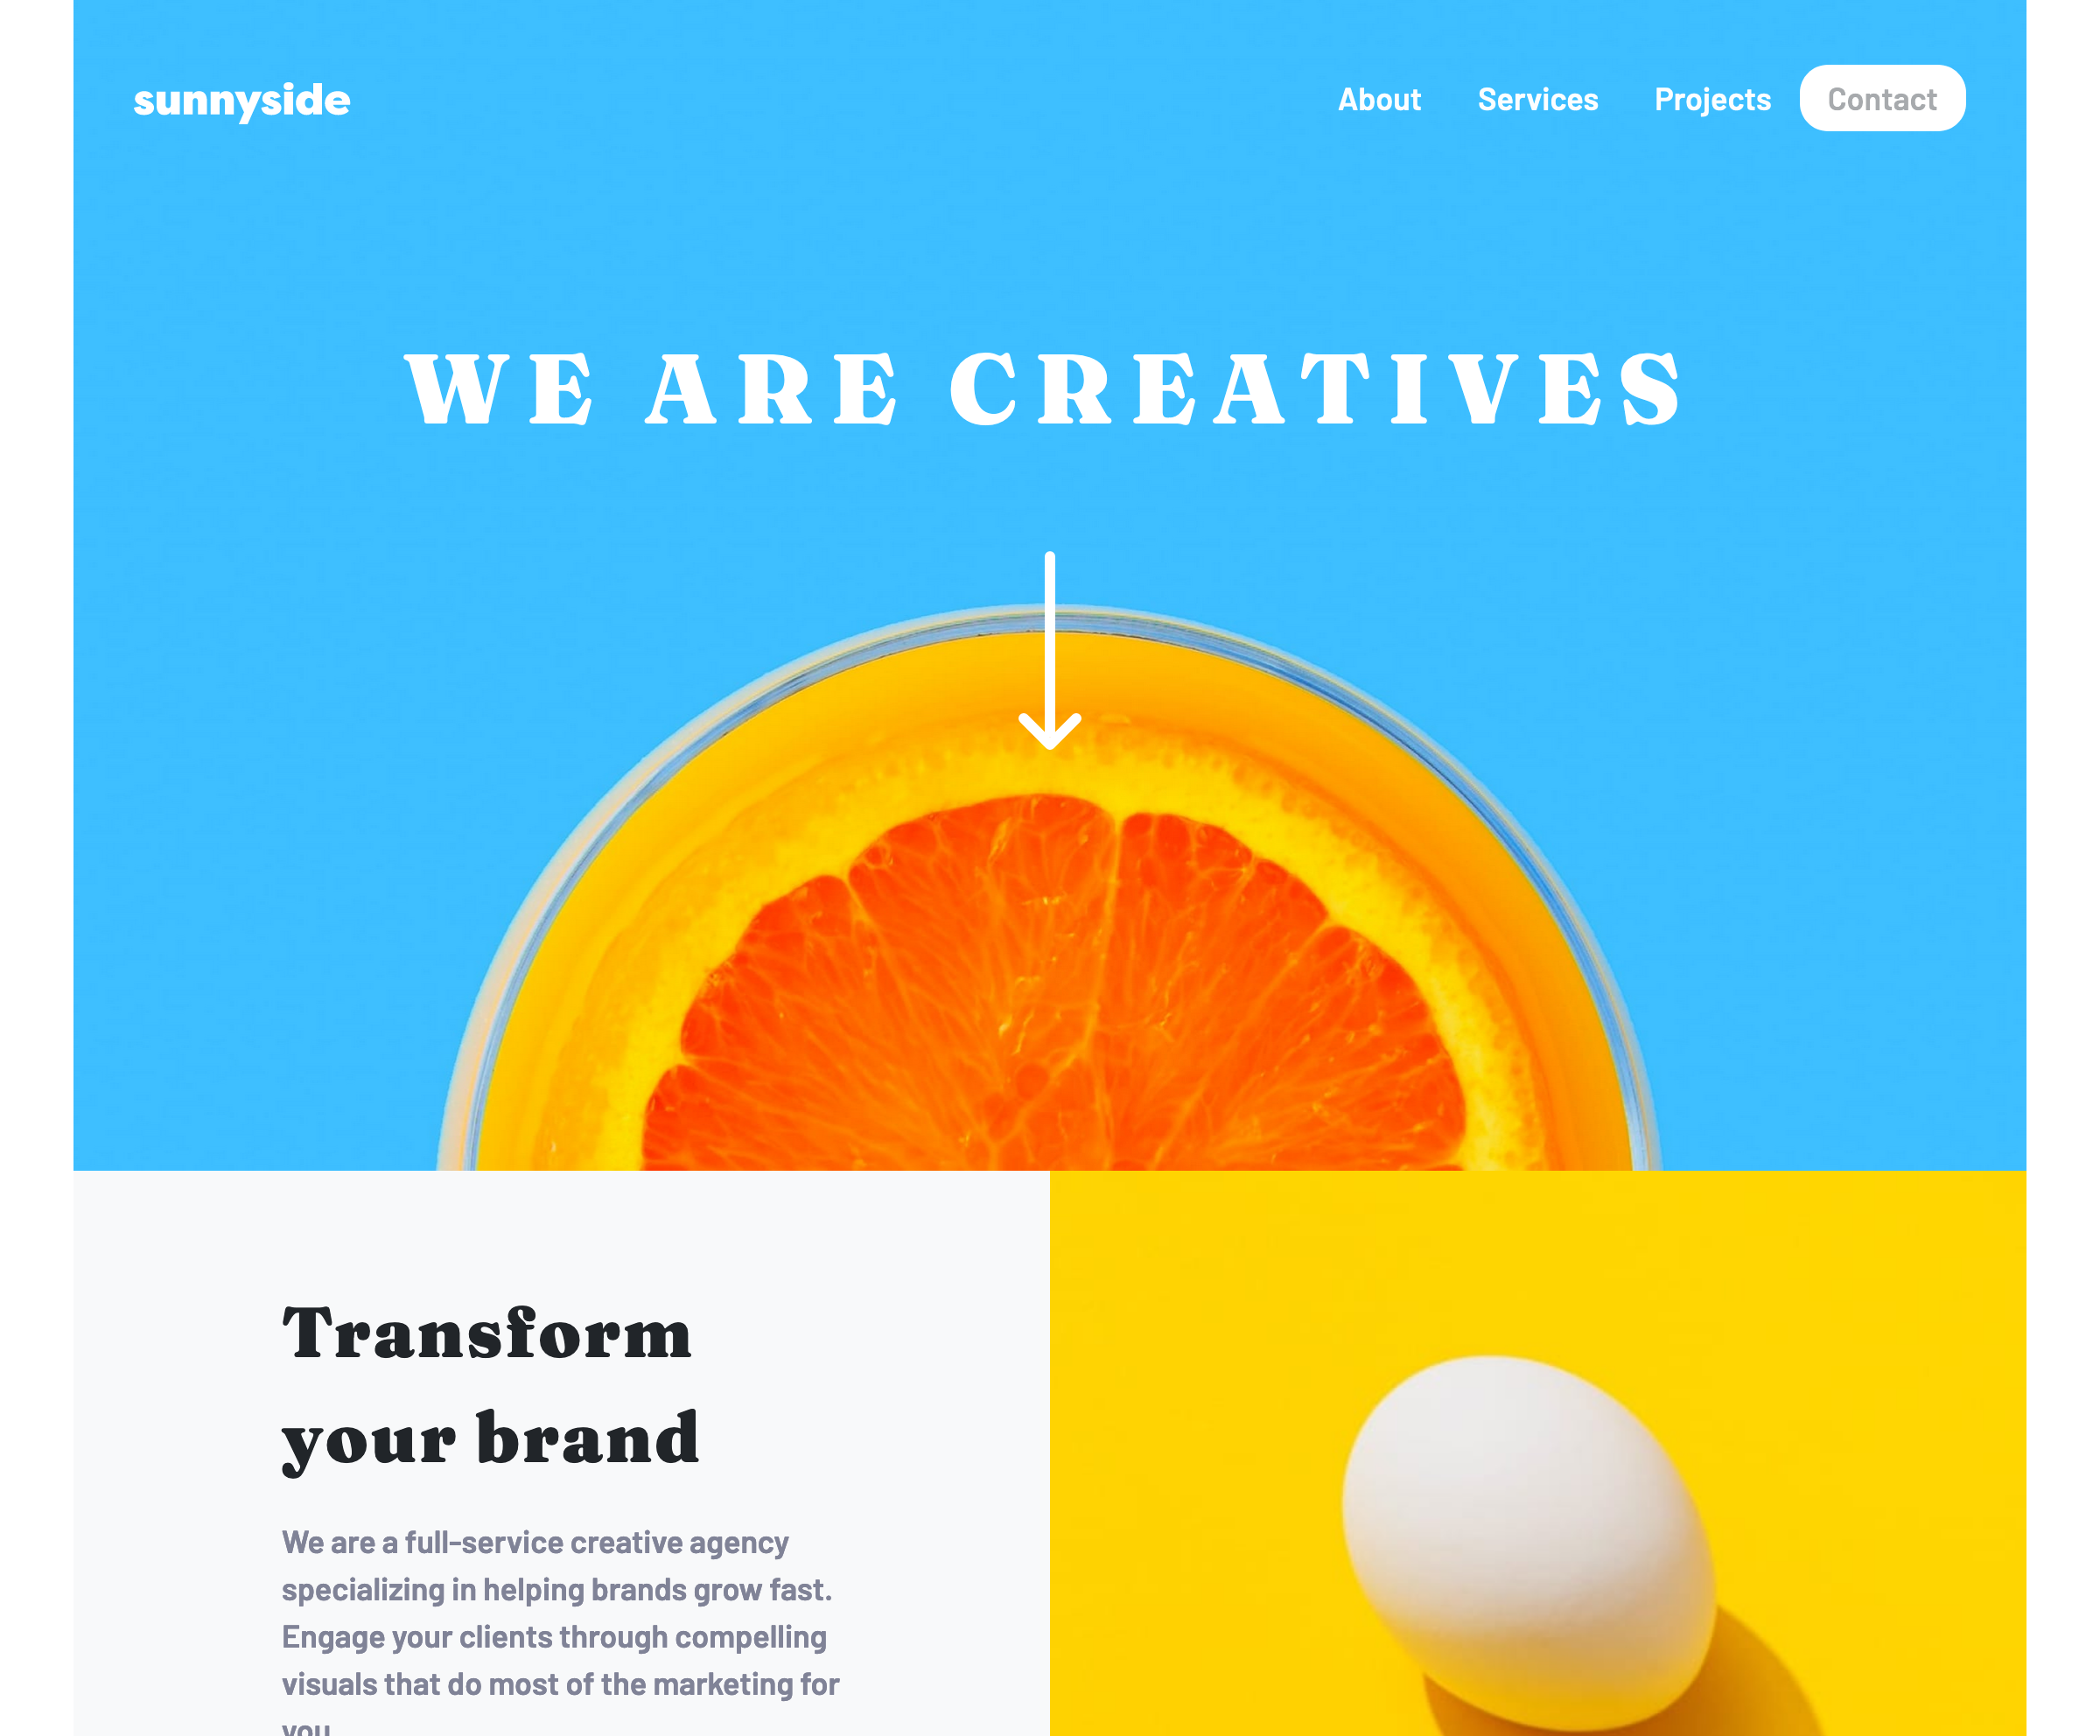 sunnyside
About Services Projects Contact
WE ARE CREATIVES
Transform
your brand
We are a full-service creative agency
specializing in helping brands grow fast.
Engage your clients through compelling
visuals that do most of the marketing for
you